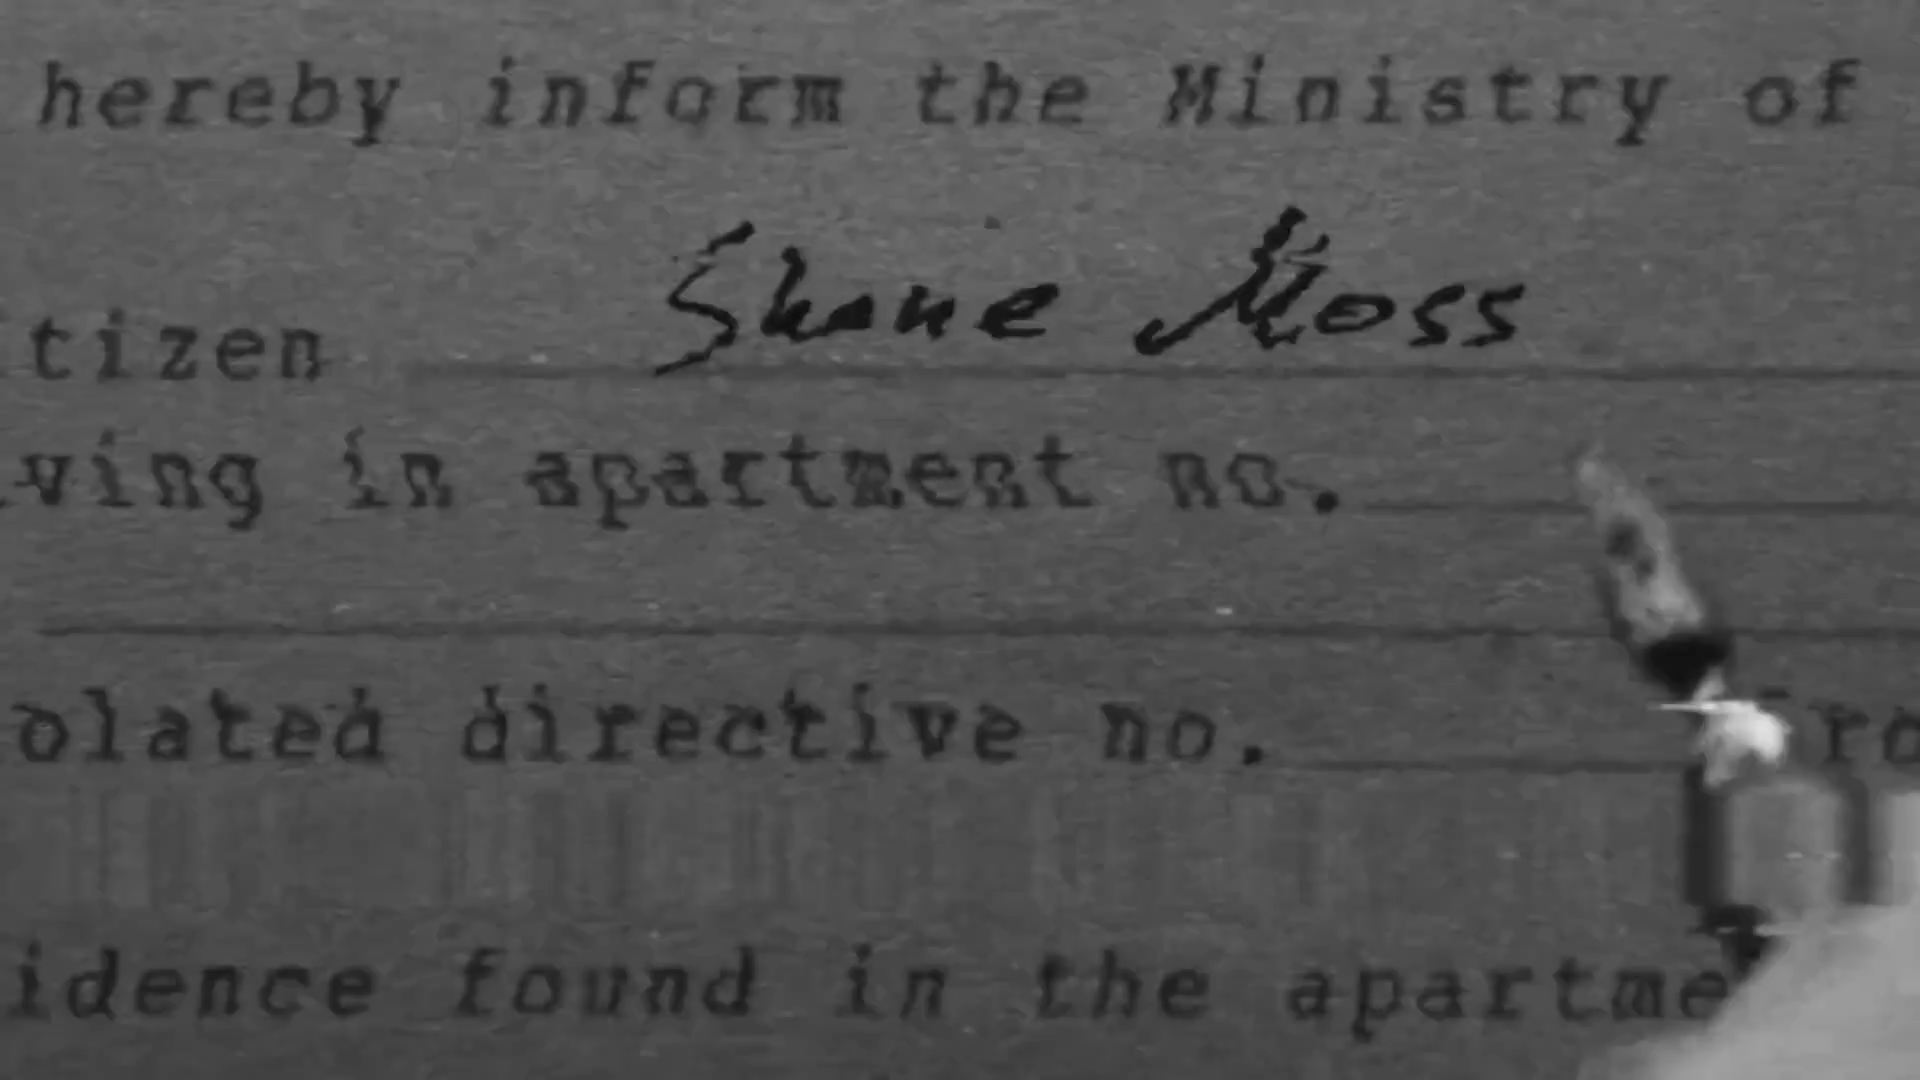 hereby inform the Ministry of
tizen Shane Moss
ving in apartment no.
olated directive no. ro
idence found in the apartme